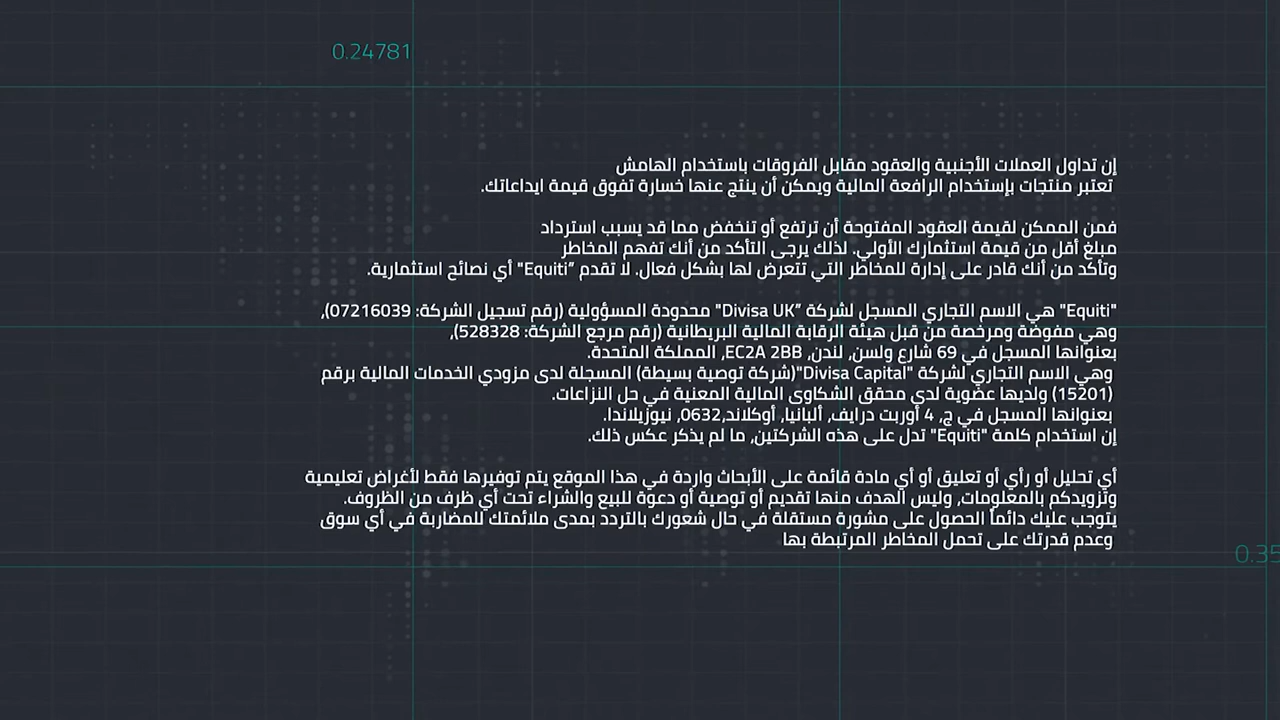 0.24781
إن تداول العملات الأجنبية والعقود مقابل الفروقات باستخدام الهامش
تعتبر منتجات بإستخدام الرافعة المالية ويمكن أن ينتج عنها خسارة تفوق قيمة ايداعاتك.
فمن الممكن لقيمة العقود المفتوحة أن ترتفع أو تنخفض مما قد يسبب استرداد
مبلغ أقل من قيمة استثمارك الأولي. لذلك يرجى التأكد من أنك تفهم المخاطر
وتأكد من أنك قادر على إدارة للمخاطر التي تتعرض لها بشكل فعال. لا تقدم "Equiti" أي نصائح استثمارية.
"Equiti" هي الاسم التجاري المسجل لشركة "Divisa UK" محدودة المسؤولية (رقم تسجيل الشركة: 07216039)،
وهي مفوضة ومرخصة من قبل هيئة الرقابة المالية البريطانية (رقم مرجع الشركة: 528328)،
بعنوانها المسجل في 69 شارع ولسن، لندن، EC2A 2BB، المملكة المتحدة.
وهي الاسم التجاري لشركة "Divisa Capital"(شركة توصية بسيطة) المسجلة لدى مزودي الخدمات المالية برقم
(15201) ولديها عضوية لدى محقق الشكاوى المالية المعنية في حل النزاعات.
بعنوانها المسجل في ج، 4 أوربت درايف، ألبانيا، أوكلاند،0632، نيوزيلاندا.
إن استخدام كلمة "Equiti" تدل على هذه الشركتين، ما لم يذكر عكس ذلك.
أي تحليل أو رأي أو تعليق أو أي مادة قائمة على الأبحاث واردة في هذا الموقع يتم توفيرها فقط لأغراض تعليمية
وتزويدكم بالمعلومات، وليس الهدف منها تقديم أو توصية أو دعوة للبيع والشراء تحت أي ظرف من الظروف.
يتوجب عليك دائماً الحصول على مشورة مستقلة في حال شعورك بالتردد بمدى ملائمتك للمضاربة في أي سوق
وعدم قدرتك على تحمل المخاطر المرتبطة بها
0.35